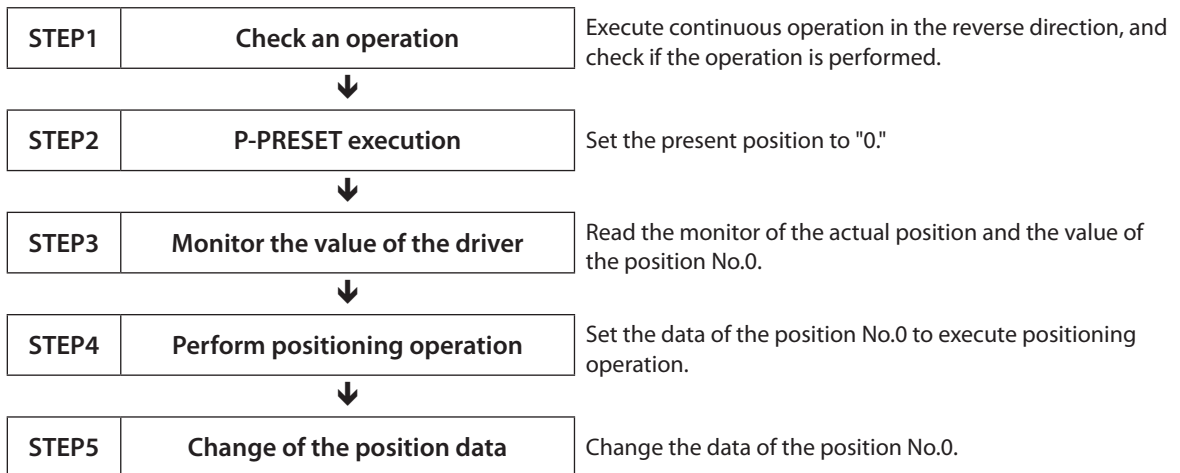 STEP1 Check an operation Execute continuous operation in the reverse direction, and
check if the operation is performed.
STEP2 P-PRESET execution Set the present position to "0."
STEP3 Monitor the value of the driver Read the monitor of the actual position and the value of
the position No.0.
STEP4 Perform positioning operation Set the data of the position No.0 to execute positioning
operation.
STEP5 Change of the position data Change the data of the position No.0.